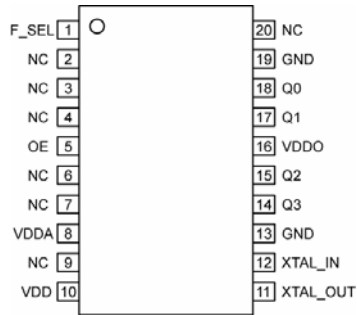 F_SEL 1 20 NC
NC 2 19 GND
NC 3 18 Q0
NC 4 17 Q1
OE 5 16 VDDO
NC 6 15 Q2
NC 7 14 Q3
VDDA 8 13 GND
NC 9 12 XTAL_IN
VDD 10 11 XTAL_OUT